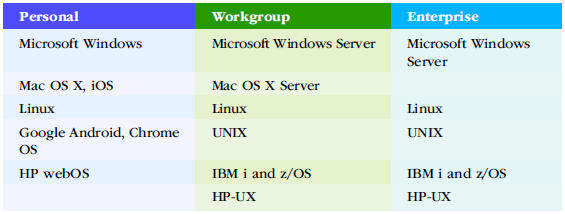 Personal Workgroup Enterprise
Microsoft Windows Microsoft Windows Server Microsoft Windows
Server
Mac OS X, iOS Mac OS X Server
Linux Linux Linux
Google Android, Chrome UNIX UNIX
OS
HP webOS IBM i and z/OS IBM i and z/OS
HP-UX HP-UX